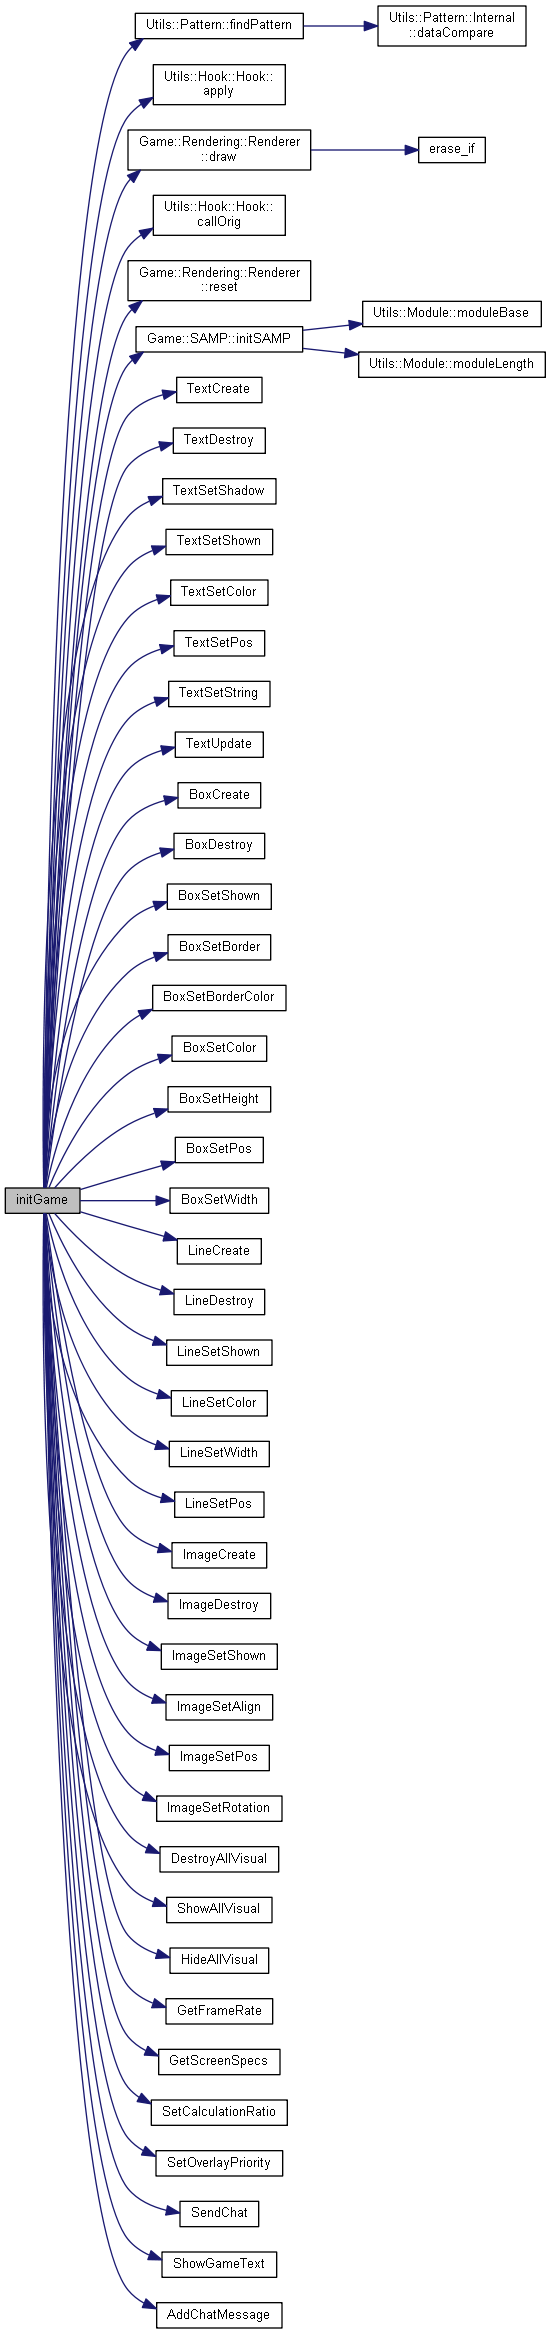 Utils::Pattern::findPattern
Utils::Pattern::Internal
::dataCompare
Utils::Hook::Hook::
apply
Game::Rendering::Renderer
::draw
erase_if
Utils::Hook::Hook::
callOrig
Game::Rendering::Renderer
::reset
Game::SAMP::initSAMP
Utils::Module::moduleBase
Utils::Module::moduleLength
TextCreate
TextDestroy
TextSetShadow
TextSetShown
TextSetColor
TextSetPos
TextSetString
TextUpdate
BoxCreate
BoxDestroy
BoxSetShown
BoxSetBorder
BoxSetBorderColor
BoxSetColor
BoxSetHeight
BoxSetPos
initGame
BoxSetWidth
LineCreate
LineDestroy
LineSetShown
LineSetColor
LineSetWidth
LineSetPos
ImageCreate
ImageDestroy
ImageSetShown
ImageSetAlign
ImageSetPos
ImageSetRotation
DestroyAllVisual
ShowAllVisual
HideAllVisual
GetFrameRate
GetScreenSpecs
SetCalculationRatio
SetOverlayPriority
SendChat
ShowGameText
AddChatMessage